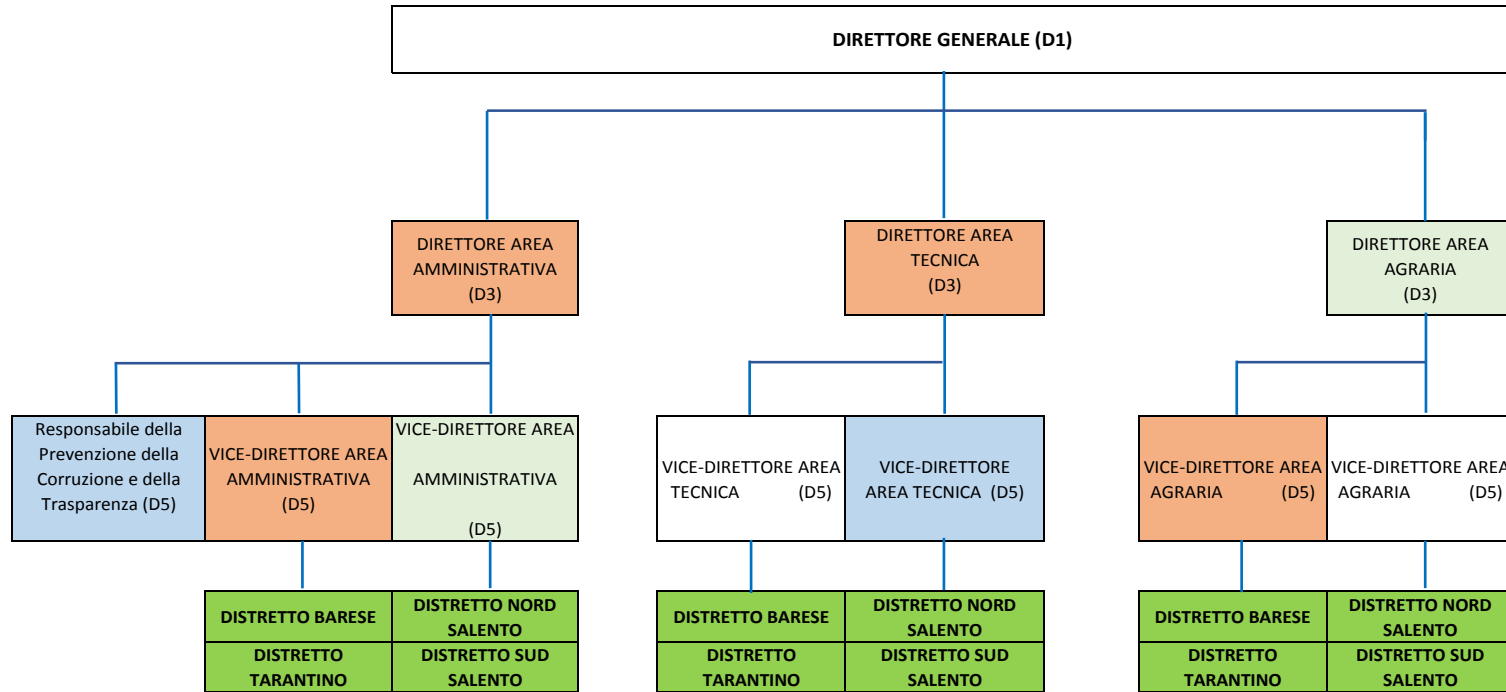 DIRETTORE GENERALE (D1)
DIRETTORE AREA
AMMINISTRATIVA
(D3)
DIRETTORE AREA
TECNICA
(D3)
DIRETTORE AREA
AGRARIA
(D3)
Responsabile della
Prevenzione della
Corruzione e della
Trasparenza (D5)
VICE-DIRETTORE AREA
AMMINISTRATIVA
(D5)
VICE-DIRETTORE AREA
AMMINISTRATIVA
(D5)
VICE-DIRETTORE AREA
TECNICA (D5)
VICE-DIRETTORE
AREA TECNICA (D5)
VICE-DIRETTORE AREA
AGRARIA (D5)
VICE-DIRETTORE AREA
AGRARIA (D5)
DISTRETTO BARESE
DISTRETTO NORD
SALENTO
DISTRETTO
TARANTINO
DISTRETTO SUD
SALENTO
DISTRETTO BARESE
DISTRETTO NORD
SALENTO
DISTRETTO
TARANTINO
DISTRETTO SUD
SALENTO
DISTRETTO BARESE
DISTRETTO NORD
SALENTO
DISTRETTO
TARANTINO
DISTRETTO SUD
SALENTO